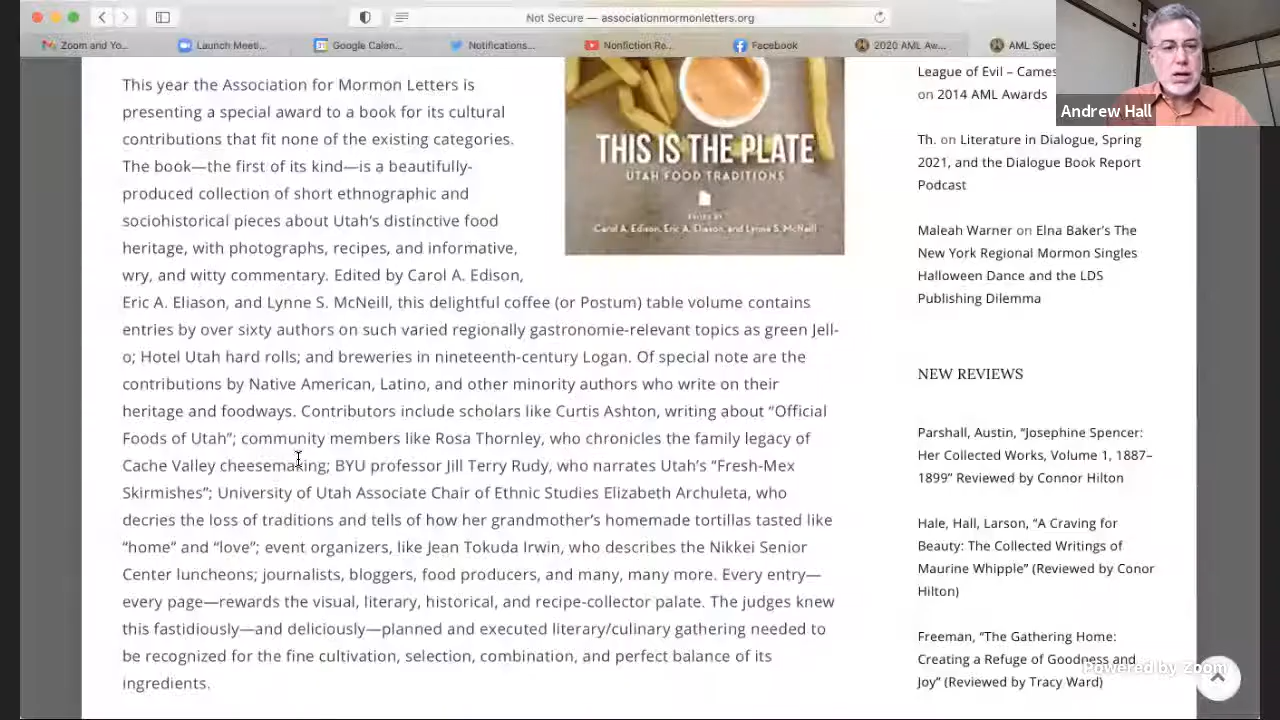 Not Secure — associationmormonletters.org
Zoom and Yo...
Launch Meeti...
Google Calen...
Notifications...
Nonfiction Ro...
Facebook
2020 AML Aw...
AML Spec
Andrew Hall
This year the Association for Mormon Letters is
presenting a special award to a book for its cultural
contributions that fit none of the existing categories.
The book—the first of its kind—is a beautifully-
produced collection of short ethnographic and
sociohistorical pieces about Utah's distinctive food
heritage, with photographs, recipes, and informative,
wry, and witty commentary. Edited by Carol A. Edison,
Eric A. Eliason, and Lynne S. McNeill, this delightful coffee (or Postum) table volume contains
entries by over sixty authors on such varied regionally gastronomie-relevant topics as green Jell-
o; Hotel Utah hard rolls; and breweries in nineteenth-century Logan. Of special note are the
contributions by Native American, Latino, and other minority authors who write on their
heritage and foodways. Contributors include scholars like Curtis Ashton, writing about “Official
Foods of Utah”; community members like Rosa Thornley, who chronicles the family legacy of
Cache Valley cheesemaking; BYU professor Jill Terry Rudy, who narrates Utah's “Fresh-Mex
Skirmishes”; University of Utah Associate Chair of Ethnic Studies Elizabeth Archuleta, who
decries the loss of traditions and tells of how her grandmother's homemade tortillas tasted like
“home” and “love”; event organizers, like Jean Tokuda Irwin, who describes the Nikkei Senior
Center luncheons; journalists, bloggers, food producers, and many, many more. Every entry—
every page—rewards the visual, literary, historical, and recipe-collector palate. The judges knew
this fastidiously—and deliciously—planned and executed literary/culinary gathering needed to
be recognized for the fine cultivation, selection, combination, and perfect balance of its
ingredients.
THIS IS THE PLATE
UTAH FOOD TRADITIONS
EDITED BY
Carol A. Edison, Eric A. Eliason, and Lynne S. McNeill
League of Evil – Cames
on 2014 AML Awards
Th. on Literature in Dialogue, Spring
2021, and the Dialogue Book Report
Podcast
Maleah Warner on Elna Baker's The
New York Regional Mormon Singles
Halloween Dance and the LDS
Publishing Dilemma
NEW REVIEWS
Parshall, Austin, “Josephine Spencer:
Her Collected Works, Volume 1, 1887–
1899” Reviewed by Connor Hilton
Hale, Hall, Larson, “A Craving for
Beauty: The Collected Writings of
Maurine Whipple” (Reviewed by Conor
Hilton)
Freeman, “The Gathering Home:
Creating a Refuge of Goodness and
Joy” (Reviewed by Tracy Ward)
Powered by Zoom